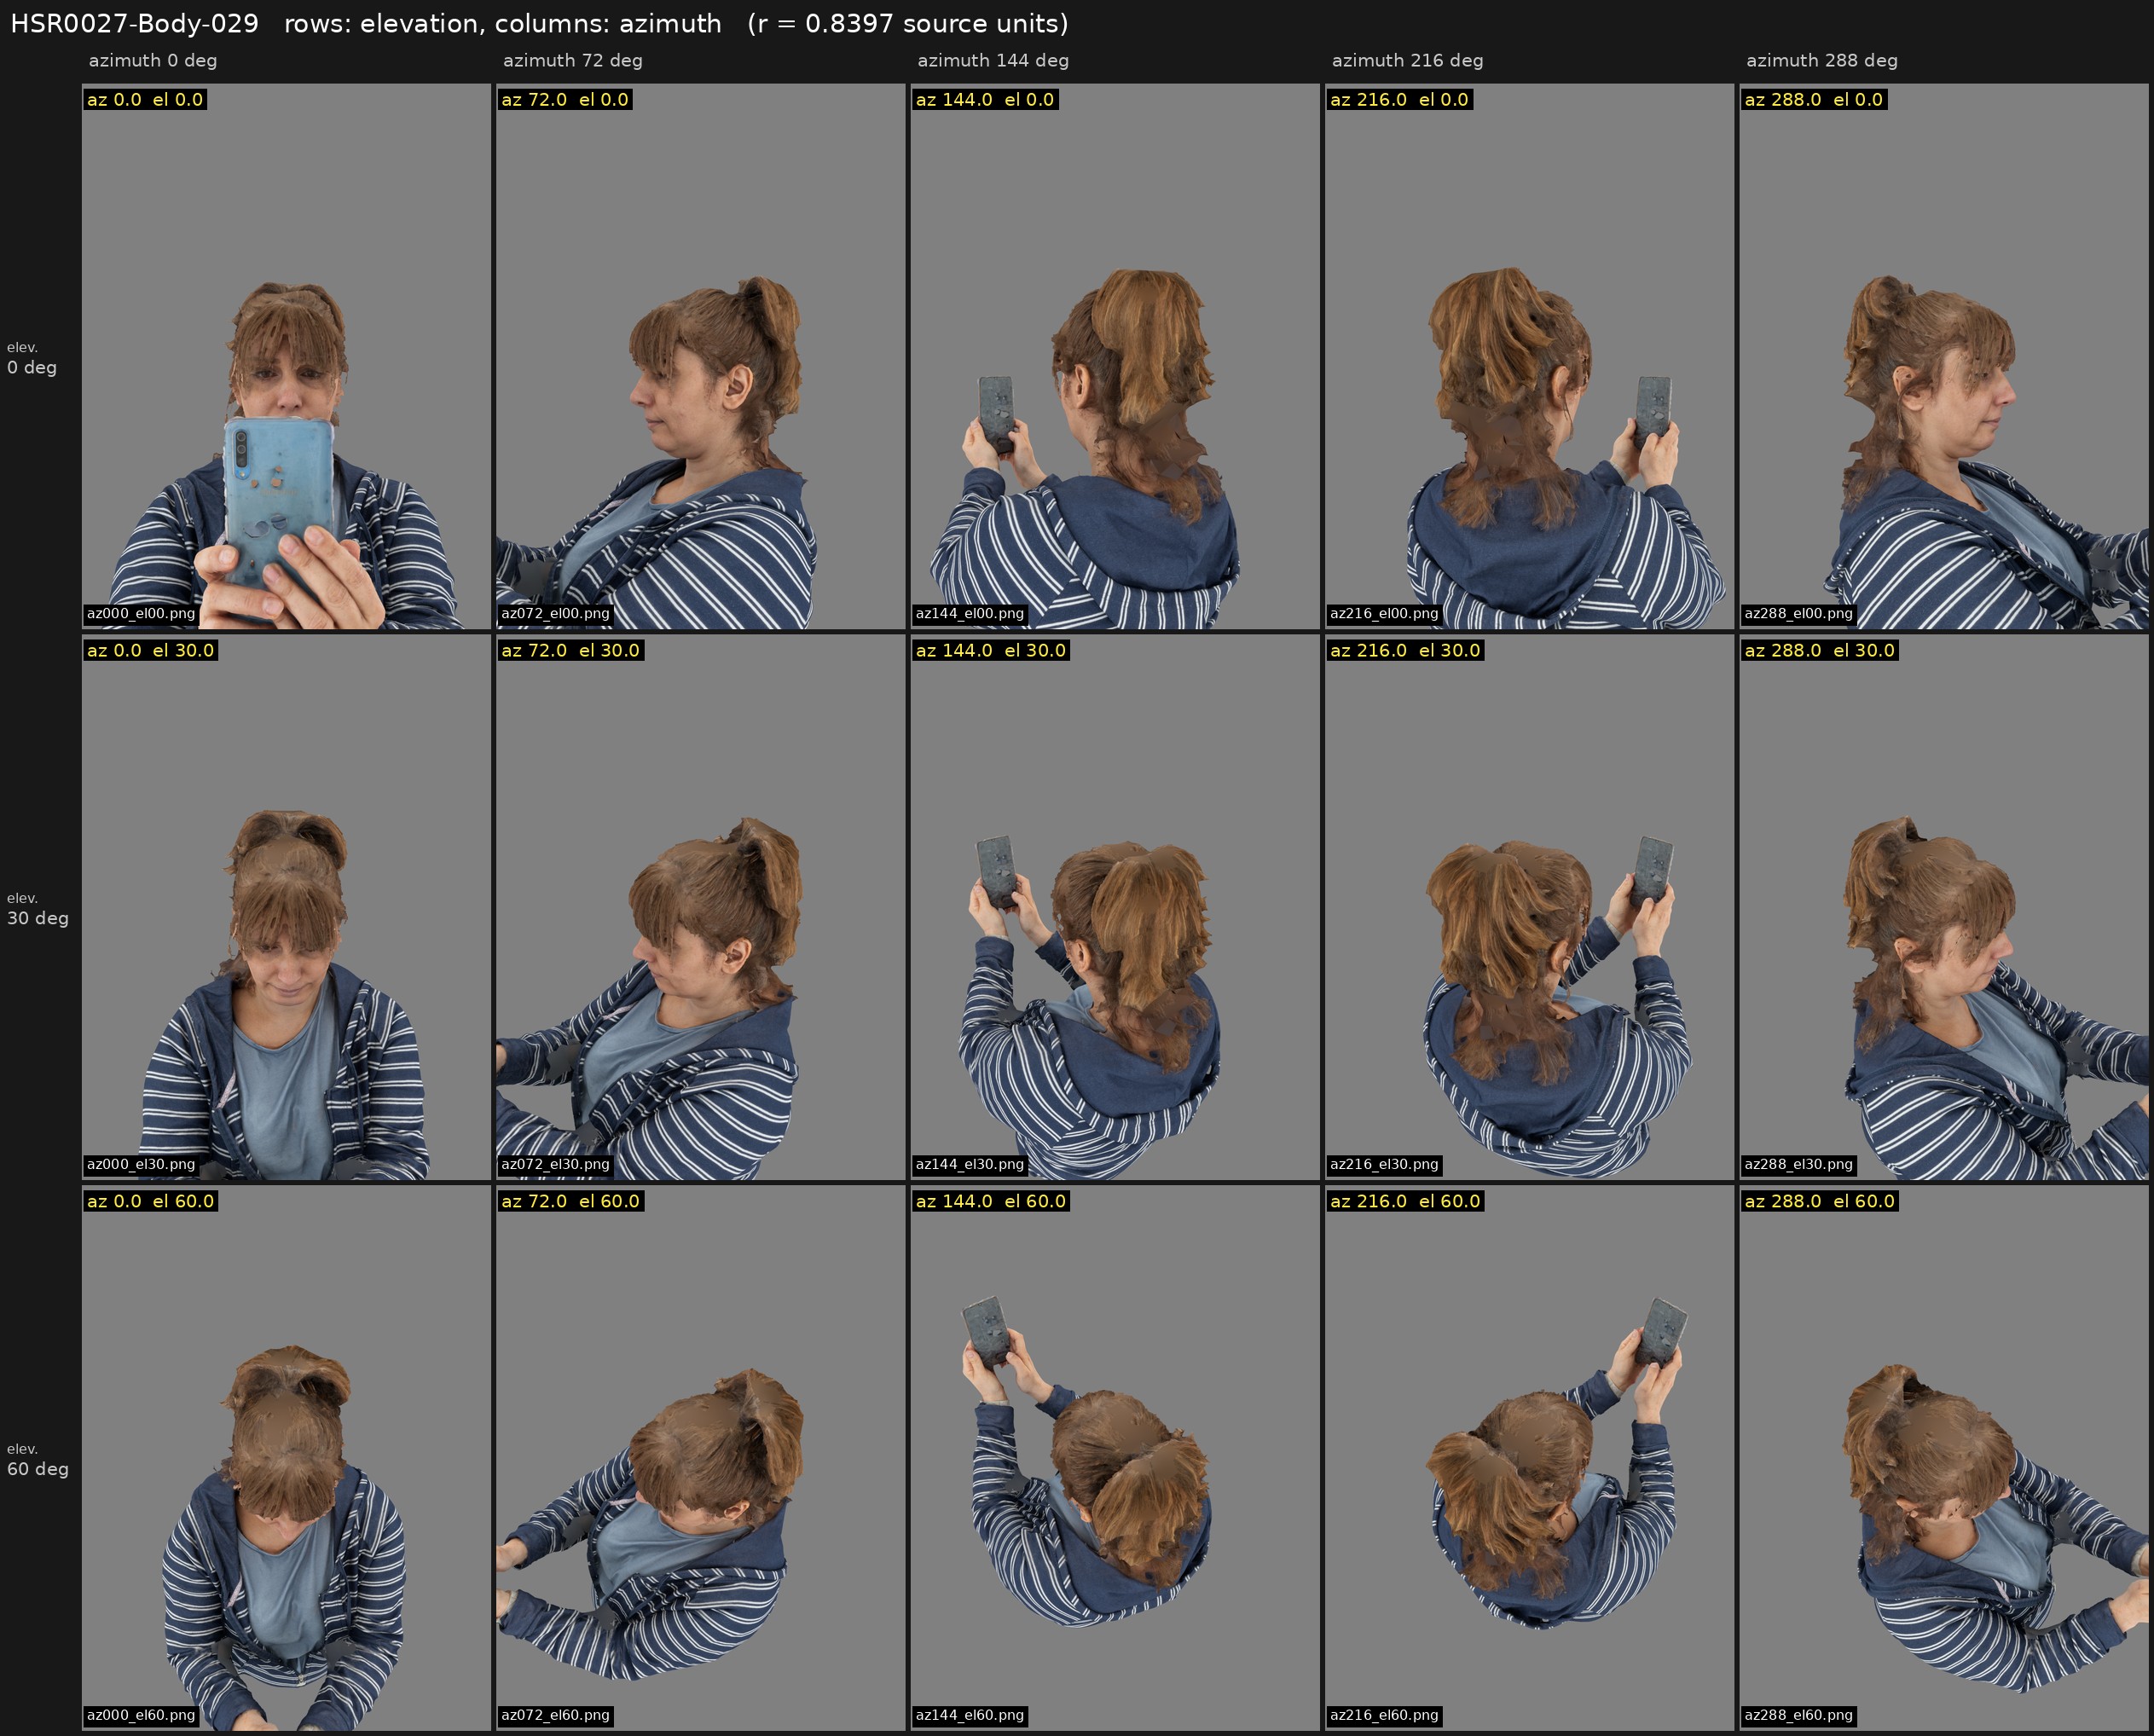 HSR0027-Body-029   rows: elevation, columns: azimuth   (r = 0.8397 source units)
azimuth 0 deg
azimuth 72 deg
azimuth 144 deg
azimuth 216 deg
azimuth 288 deg
az 0.0  el 0.0
az 72.0  el 0.0
az 144.0  el 0.0
az 216.0  el 0.0
az 288.0  el 0.0
elev.
0 deg
az000_el00.png
az072_el00.png
az144_el00.png
az216_el00.png
az288_el00.png
az 0.0  el 30.0
az 72.0  el 30.0
az 144.0  el 30.0
az 216.0  el 30.0
az 288.0  el 30.0
elev.
30 deg
az000_el30.png
az072_el30.png
az144_el30.png
az216_el30.png
az288_el30.png
az 0.0  el 60.0
az 72.0  el 60.0
az 144.0  el 60.0
az 216.0  el 60.0
az 288.0  el 60.0
elev.
60 deg
az000_el60.png
az072_el60.png
az144_el60.png
az216_el60.png
az288_el60.png